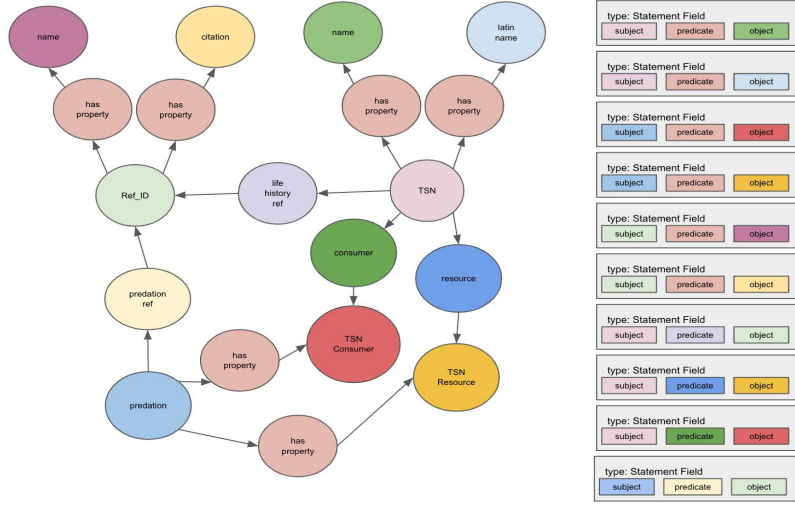 name
citation
name
latin
name
has
property
has
property
has
property
has
property
Ref_ID
life
history
ref
TSN
consumer
resource
predation
ref
has
property
TSN
Consumer
TSN
Resource
predation
has
property
type: Statement Field
subject predicate object
type: Statement Field
subject predicate object
type: Statement Field
subject predicate object
type: Statement Field
subject predicate object
type: Statement Field
subject predicate object
type: Statement Field
subject predicate object
type: Statement Field
subject predicate object
type: Statement Field
subject predicate object
type: Statement Field
subject predicate object
type: Statement Field
subject predicate object